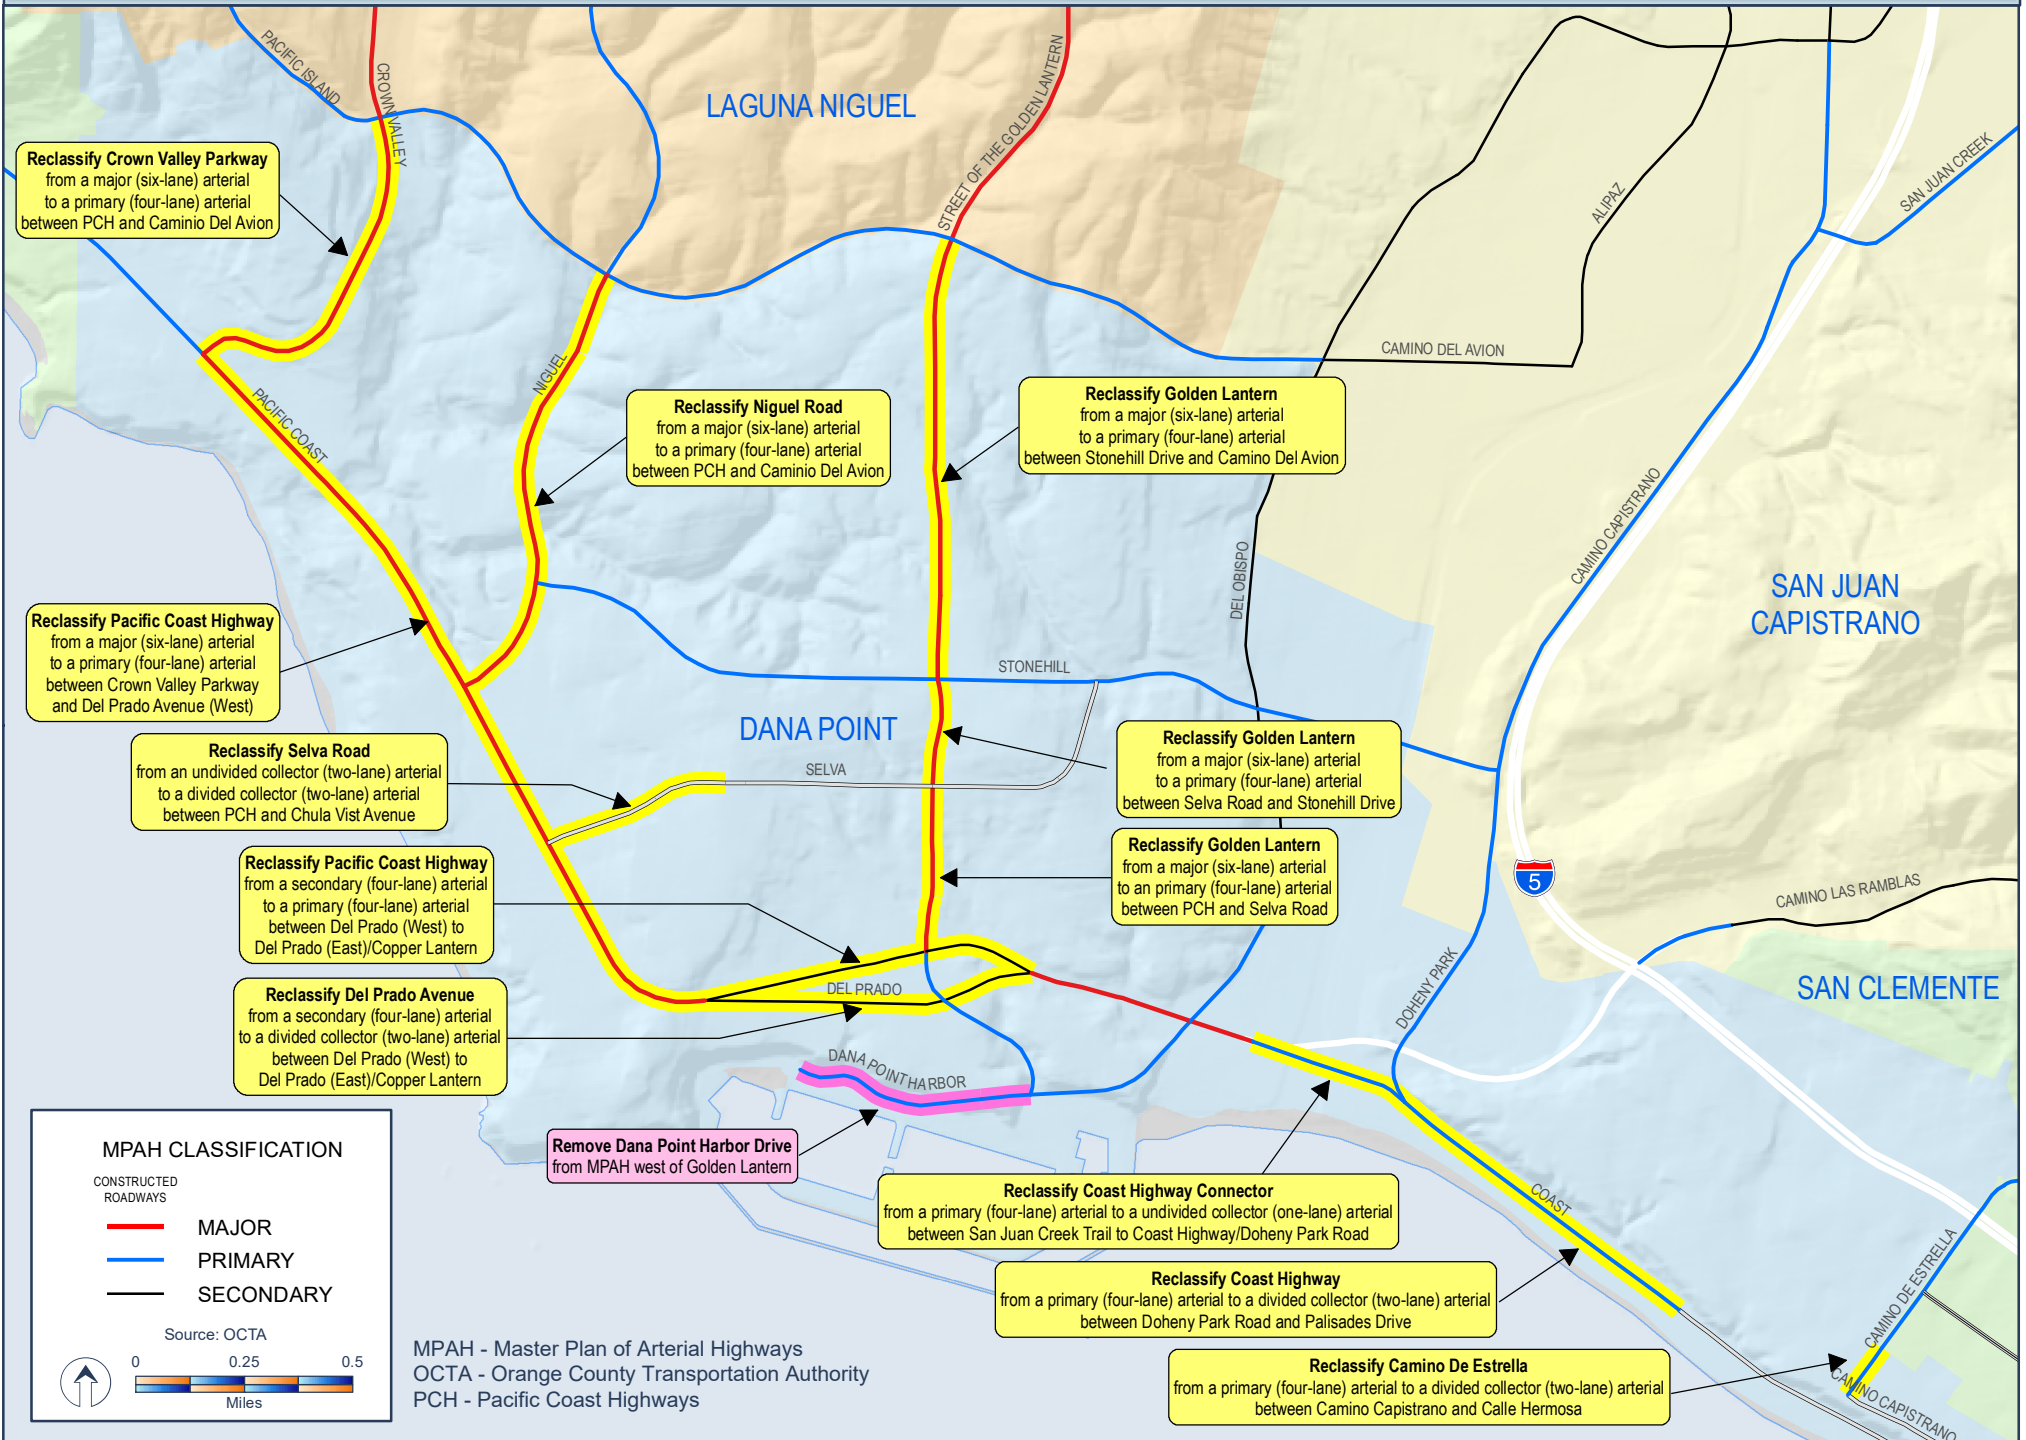 PACIFIC ISLAND
CROWN VALLEY
LAGUNA NIGUEL
STREET OF THE GOLDEN LANTERN
ALIPAZ
SAN JUAN CREEK
Reclassify Crown Valley Parkway
from a major (six-lane) arterial
to a primary (four-lane) arterial
between PCH and Caminio Del Avion
CAMINO DEL AVION
NIGUEL
PACIFIC COAST
Reclassify Niguel Road
from a major (six-lane) arterial
to a primary (four-lane) arterial
between PCH and Caminio Del Avion
Reclassify Golden Lantern
from a major (six-lane) arterial
to a primary (four-lane) arterial
between Stonehill Drive and Camino Del Avion
CAMINO CAPISTRANO
DEL OBISPO
SAN JUAN
CAPISTRANO
Reclassify Pacific Coast Highway
from a major (six-lane) arterial
to a primary (four-lane) arterial
between Crown Valley Parkway
and Del Prado Avenue (West)
STONEHILL
DANA POINT
Reclassify Selva Road
from an undivided collector (two-lane) arterial
to a divided collector (two-lane) arterial
between PCH and Chula Vist Avenue
SELVA
Reclassify Golden Lantern
from a major (six-lane) arterial
to a primary (four-lane) arterial
between Selva Road and Stonehill Drive
Reclassify Golden Lantern
from a major (six-lane) arterial
to an primary (four-lane) arterial
between PCH and Selva Road
5
CAMINO LAS RAMBLAS
Reclassify Pacific Coast Highway
from a secondary (four-lane) arterial
to a primary (four-lane) arterial
between Del Prado (West) to
Del Prado (East)/Copper Lantern
DEL PRADO
DOHENY PARK
SAN CLEMENTE
Reclassify Del Prado Avenue
from a secondary (four-lane) arterial
to a divided collector (two-lane) arterial
between Del Prado (West) to
Del Prado (East)/Copper Lantern
DANA POINT HARBOR
Remove Dana Point Harbor Drive
from MPAH west of Golden Lantern
Reclassify Coast Highway Connector
from a primary (four-lane) arterial to a undivided collector (one-lane) arterial
between San Juan Creek Trail to Coast Highway/Doheny Park Road
COAST
Reclassify Coast Highway
from a primary (four-lane) arterial to a divided collector (two-lane) arterial
between Doheny Park Road and Palisades Drive
CAMINO DE ESTRELLA
Reclassify Camino De Estrella
from a primary (four-lane) arterial to a divided collector (two-lane) arterial
between Camino Capistrano and Calle Hermosa
CAMINO CAPISTRANO
MPAH CLASSIFICATION
CONSTRUCTED
ROADWAYS
MAJOR
PRIMARY
SECONDARY
Source: OCTA
0 0.25 0.5
Miles
MPAH - Master Plan of Arterial Highways
OCTA - Orange County Transportation Authority
PCH - Pacific Coast Highways